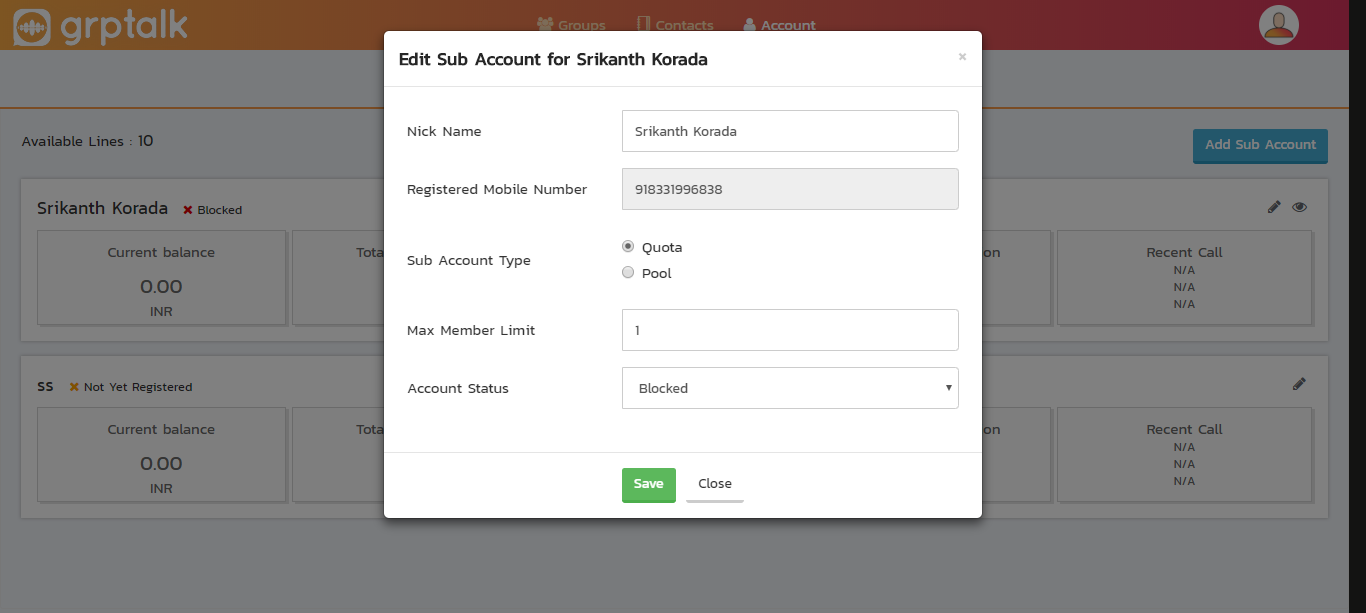 grptalk
Groups Contacts Account
Edit Sub Account for Srikanth Korada ×
Nick Name Srikanth Korada
Registered Mobile Number 918331996838
Sub Account Type
Quota
Pool
Max Member Limit 1
Account Status Blocked
Save Close
Available Lines : 10 Add Sub Account
Srikanth Korada Blocked
Current balance Tota on Recent Call
N/A
0.00 N/A
INR N/A
SS Not Yet Registered
Current balance Tota on Recent Call
N/A
0.00 N/A
INR N/A